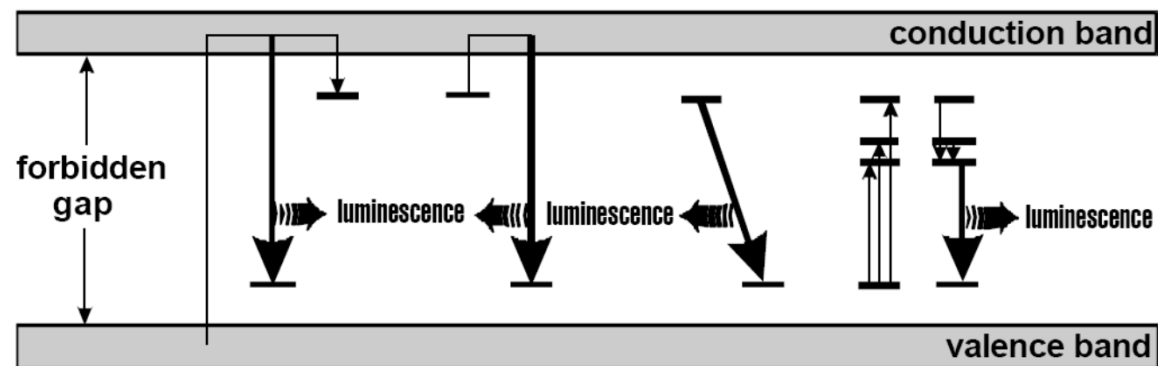 conduction band
forbidden
gap
luminescence
luminescence
luminescence
valence band